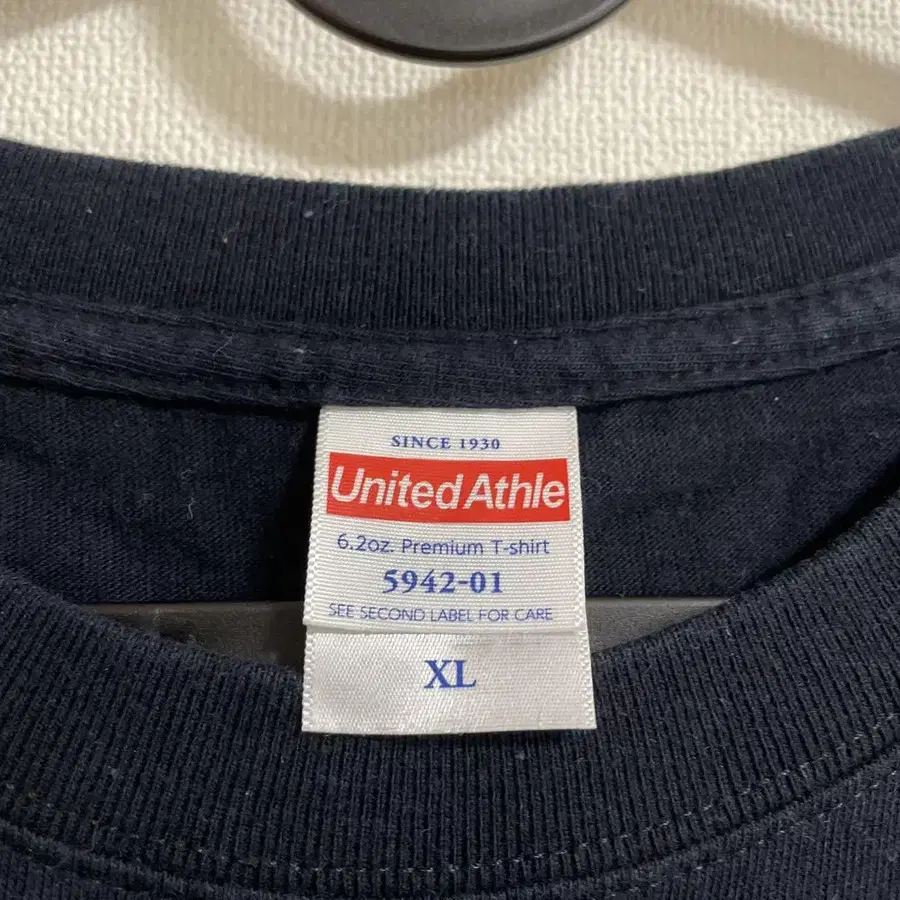 SINCE 1930
United Athle
6.2oz. Premium T-shirt
5942-01
SEE SECOND LABEL FOR CARE
XL